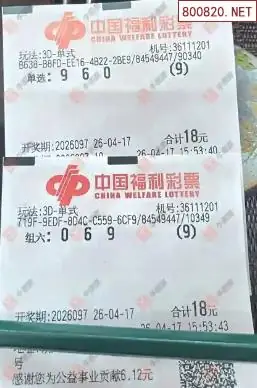 800820.NET
中国福利彩票
CHINA WELFARE LOTTERY
玩法:3D-单式 机号:36111201
B638-B8FD-EE16-4B22-2BE9/84549447/90340
单选: 9 6 0 (9)
开奖期:2026097 26-04-17 合计18元
26-04-17 15:53:40
中国福利彩票
CHINA WELFARE LOTTERY
玩法:3D-单式 机号:36111201
719F-9EDF-8D4C-C559-6CF9/84549447/10349
组六: 0 6 9 (9)
开奖期:2026097 26-04-17 合计18元
26-04-17 15:53:43
感谢您为公益事业贡献6.12元